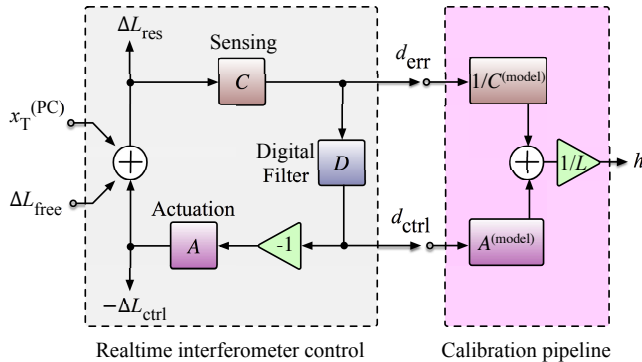 ΔL_res
Sensing
C
d_err
1/C^(model)
x_T^(PC)
ΔL_free
Digital
Filter
D
1/L
h
Actuation
A
-1
d_ctrl
A^(model)
−ΔL_ctrl
Realtime interferometer control
Calibration pipeline